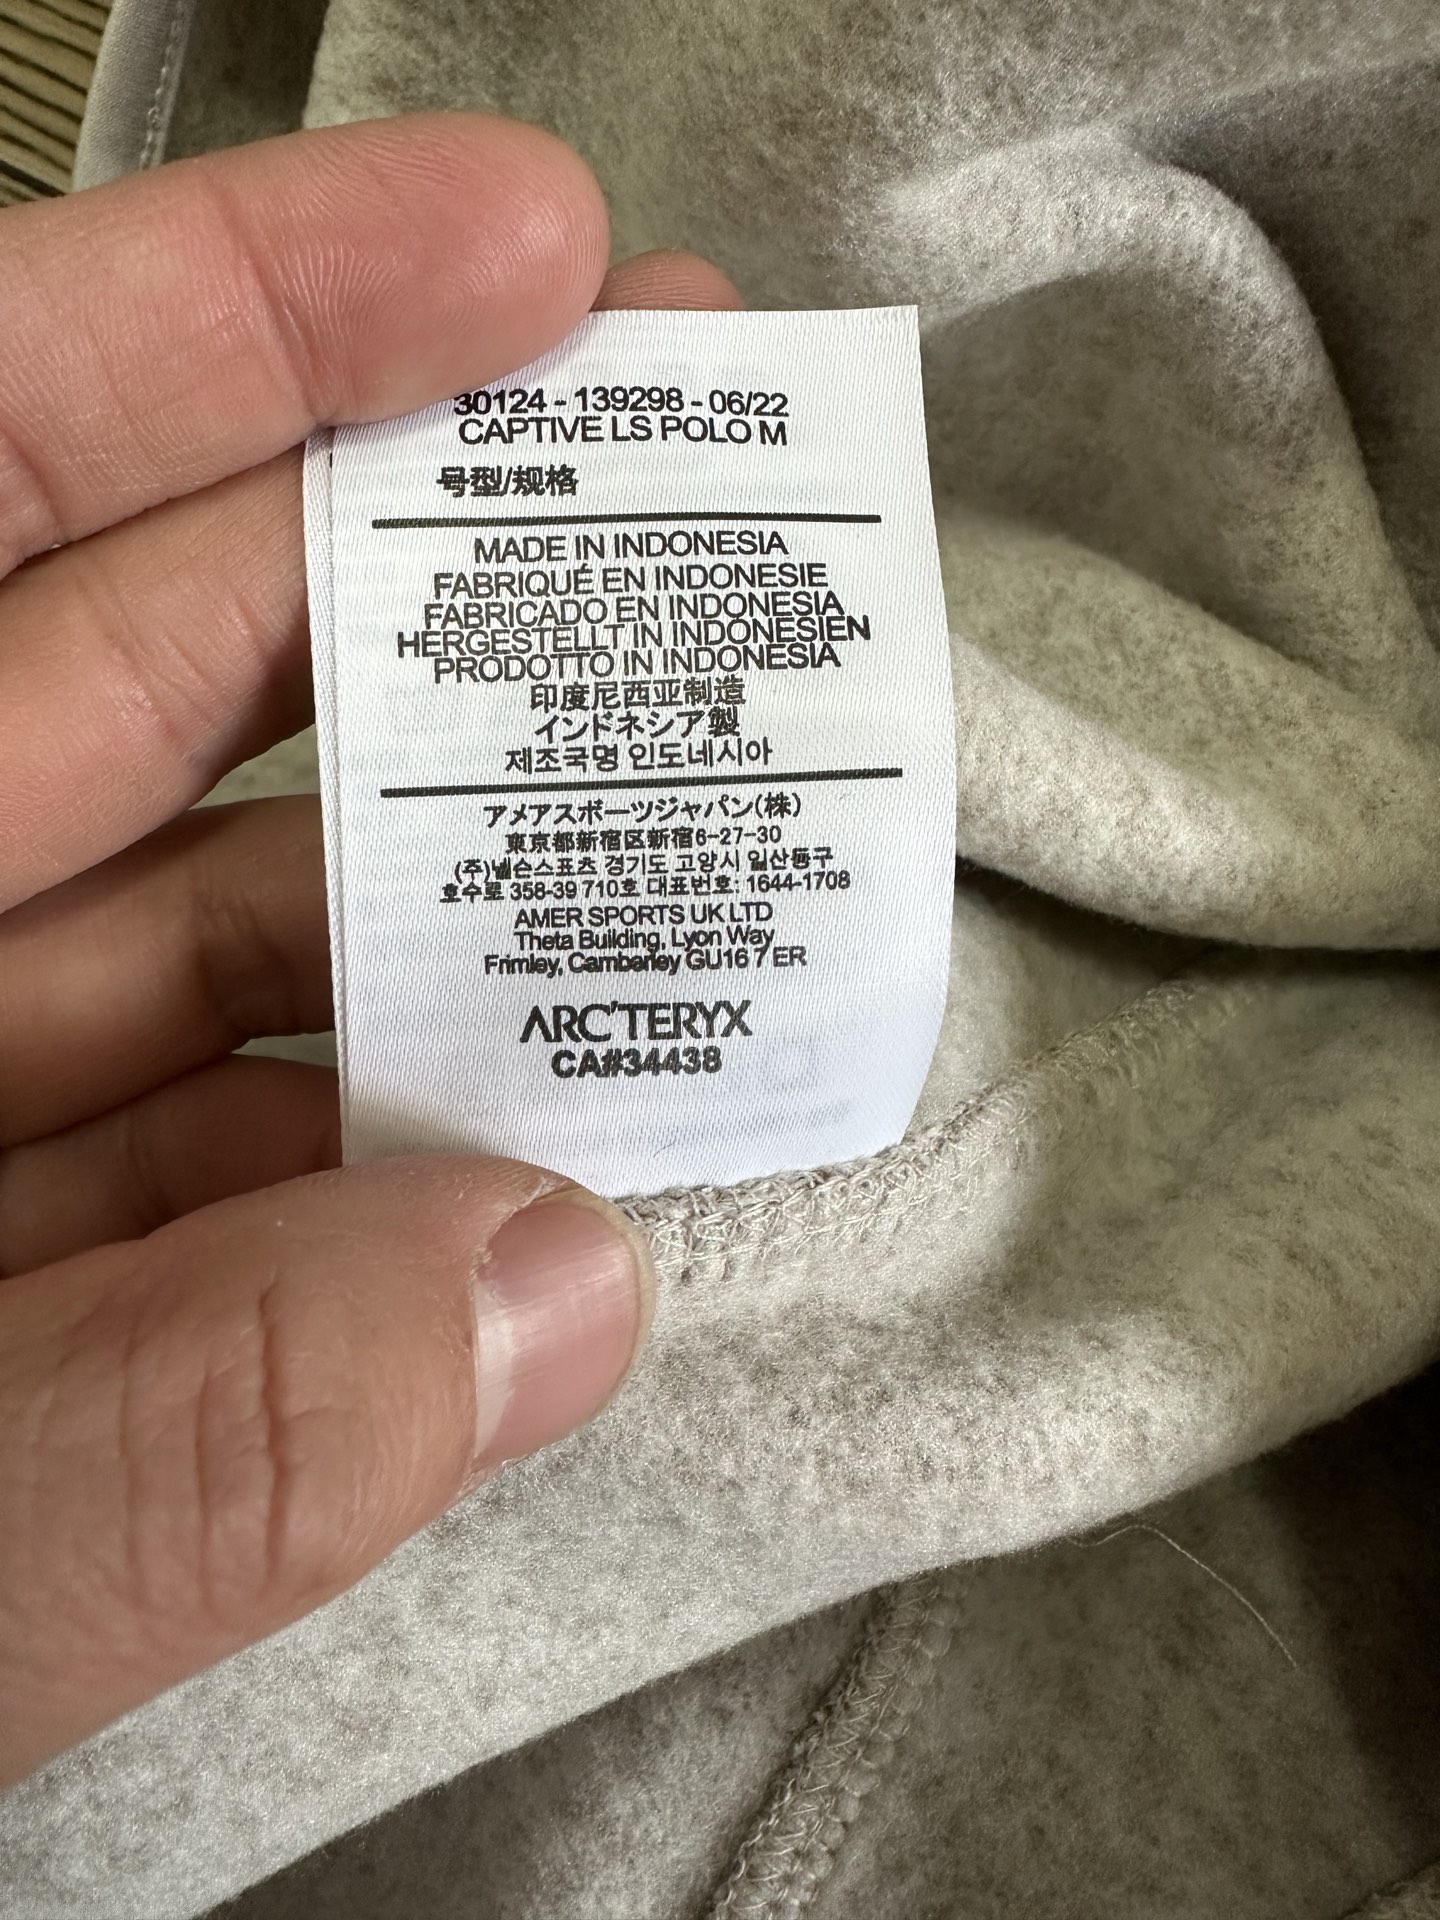 30124 - 139298 - 06/22
CAPTIVE LS POLO M
号型/规格
MADE IN INDONESIA
FABRIQUÉ EN INDONESIE
FABRICADO EN INDONESIA
HERGESTELLT IN INDONESIEN
PRODOTTO IN INDONESIA
印度尼西亚制造
インドネシア製
제조국명 인도네시아
アメアスポーツジャパン(株)
東京都新宿区新宿6-27-30
(주)넬슨스포츠 경기도 고양시 일산동구
호수로 358-39 710호 대표번호: 1644-1708
AMER SPORTS UK LTD
Theta Building, Lyon Way
Frimley, Camberley GU16 7 ER
ARC'TERYX
CA#34438